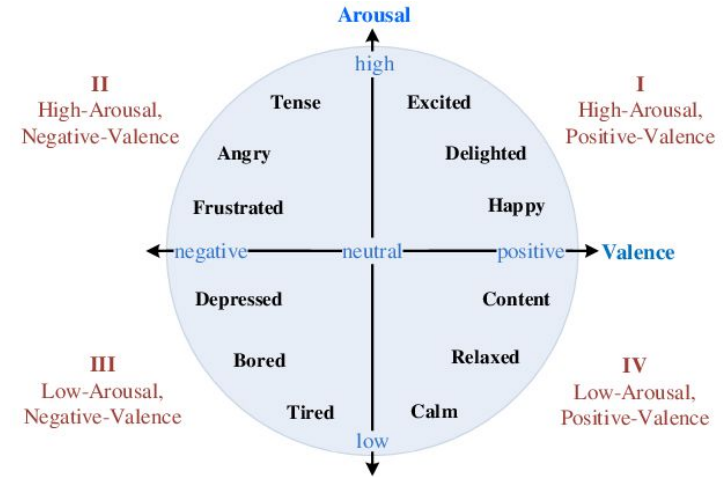 Arousal
high
II
High-Arousal,
Negative-Valence
I
High-Arousal,
Positive-Valence
Tense
Excited
Angry
Delighted
Frustrated
Happy
negative
neutral
positive
Valence
Depressed
Content
Bored
Relaxed
Tired
Calm
III
Low-Arousal,
Negative-Valence
IV
Low-Arousal,
Positive-Valence
low